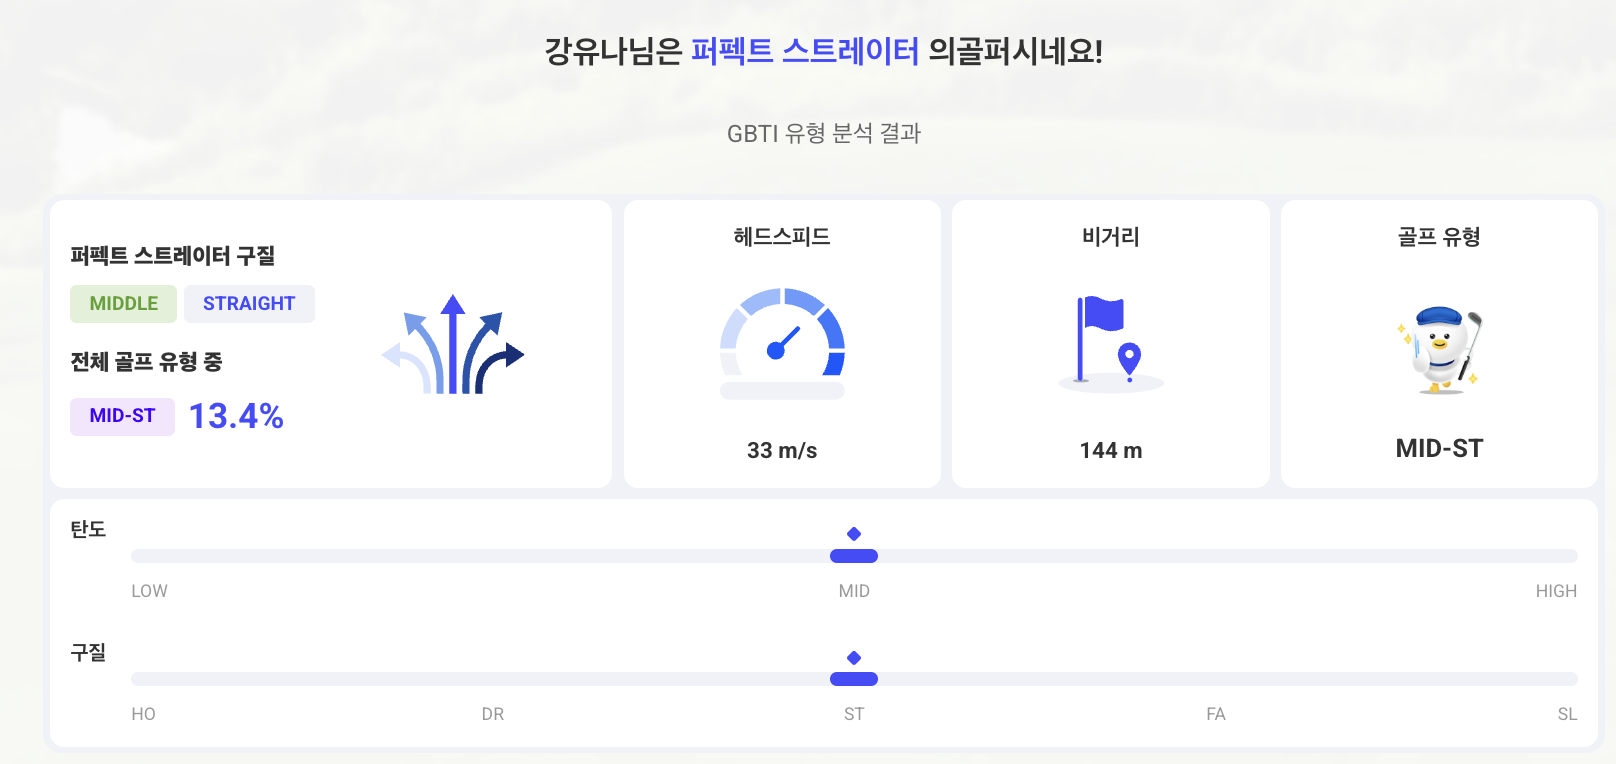 강유나님은 퍼펙트 스트레이터 의골퍼시네요!
GBTI 유형 분석 결과
퍼펙트 스트레이터 구질
MIDDLE STRAIGHT
전체 골프 유형 중
MID-ST 13.4%
헤드스피드
33 m/s
비거리
144 m
골프 유형
MID-ST
탄도
LOW MID HIGH
구질
HO DR ST FA SL